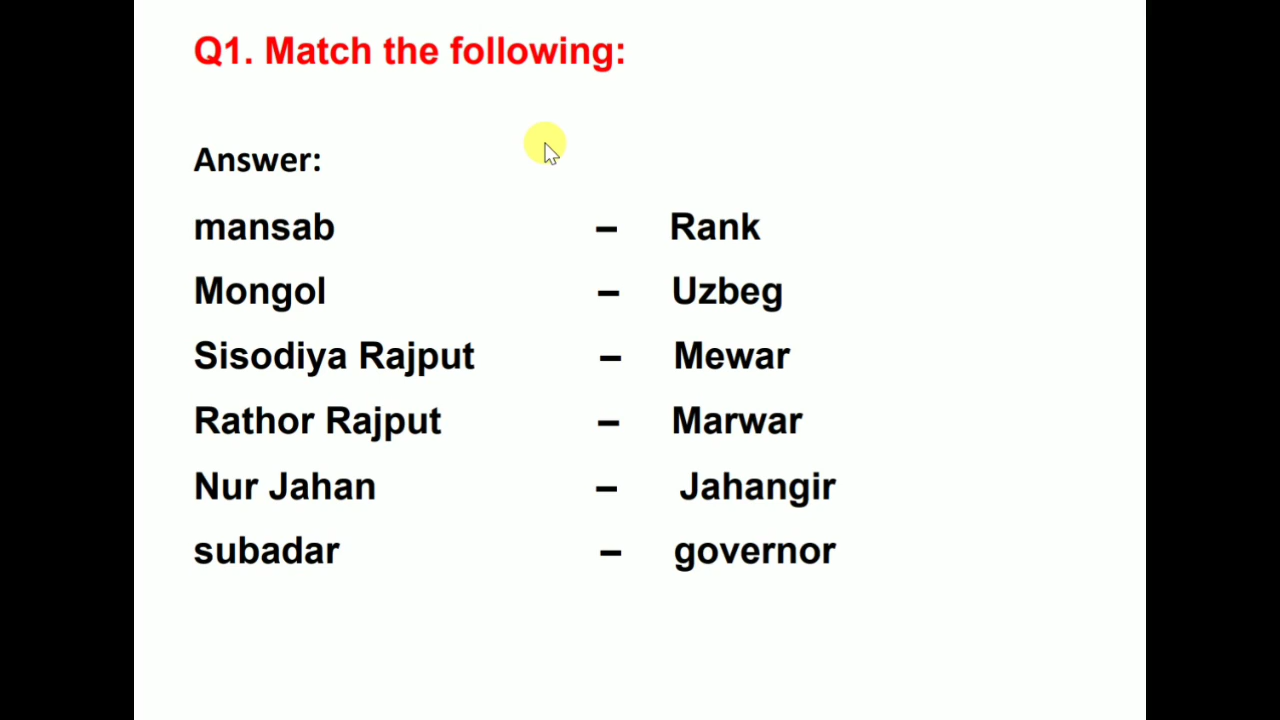 Q1. Match the following:
Answer:
mansab – Rank
Mongol – Uzbeg
Sisodiya Rajput – Mewar
Rathor Rajput – Marwar
Nur Jahan – Jahangir
subadar – governor